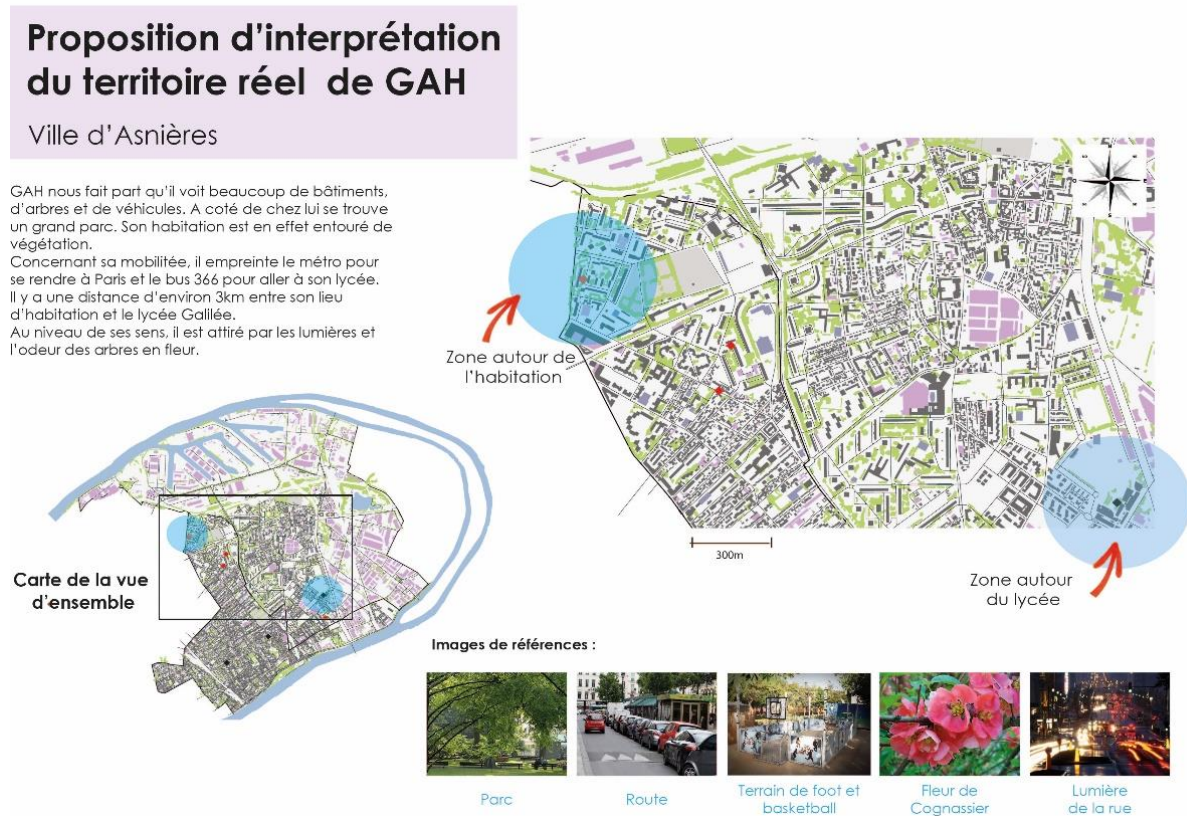 Proposition d'interprétation
du territoire réel de GAH
Ville d'Asnières
GAH nous fait part qu'il voit beaucoup de bâtiments,
d'arbres et de véhicules. A coté de chez lui se trouve
un grand parc. Son habitation est en effet entouré de
végétation.
Concernant sa mobilitée, il empreinte le métro pour
se rendre à Paris et le bus 366 pour aller à son lycée.
Il y a une distance d'environ 3km entre son lieu
d'habitation et le lycée Galilée.
Au niveau de ses sens, il est attiré par les lumières et
l'odeur des arbres en fleur.
Zone autour de
l'habitation
300m
Zone autour
du lycée
Carte de la vue
d'ensemble
Images de références :
Parc
Route
Terrain de foot et
basketball
Fleur de
Cognassier
Lumière
de la rue